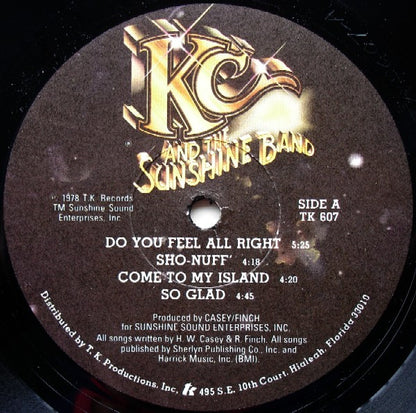 KC
AND THE
SUNSHINE BAND
℗ 1978 T.K. Records
TM Sunshine Sound
Enterprises, Inc.
SIDE A
TK 607
DO YOU FEEL ALL RIGHT 5:25
SHO-NUFF' 4:18
COME TO MY ISLAND 4:20
SO GLAD 4:45
Produced by CASEY/FINCH
for SUNSHINE SOUND ENTERPRISES, INC.
All songs written by H. W. Casey & R. Finch. All songs
published by Sherlyn Publishing Co., Inc. and
Harrick Music, Inc. (BMI).
Distributed by T. K. Productions, Inc., TK 495 S.E. 10th Court, Hialeah, Florida 33010